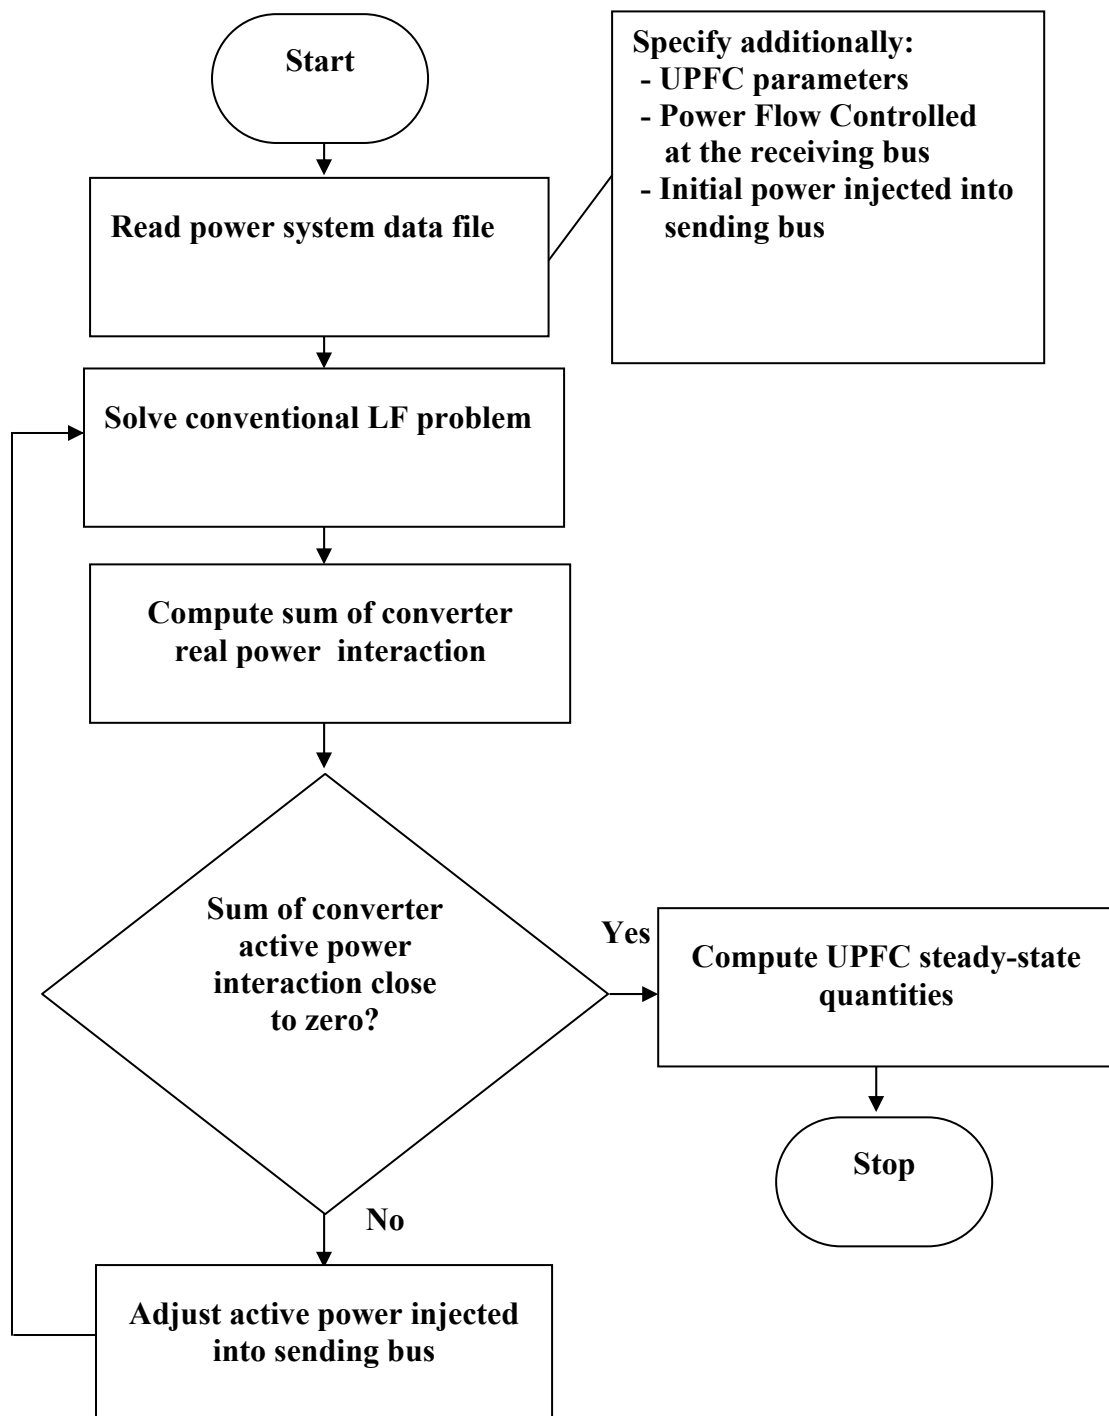 Start
Specify additionally:
- UPFC parameters
- Power Flow Controlled
at the receiving bus
- Initial power injected into
sending bus
Read power system data file
Solve conventional LF problem
Compute sum of converter
real power interaction
Sum of converter
active power
interaction close
to zero?
Yes
Compute UPFC steady-state
quantities
Stop
No
Adjust active power injected
into sending bus